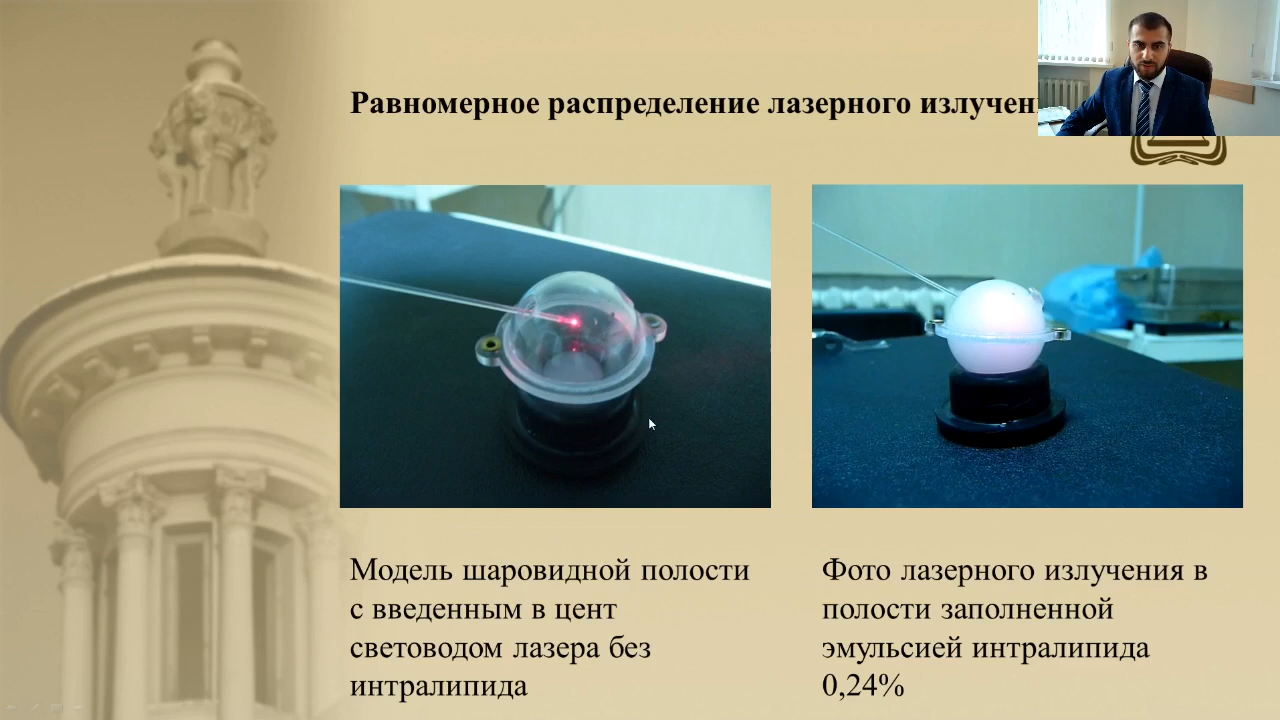 Равномерное распределение лазерного излучен
Модель шаровидной полости
с введенным в цент
световодом лазера без
интралипида
Фото лазерного излучения в
полости заполненной
эмульсией интралипида
0,24%